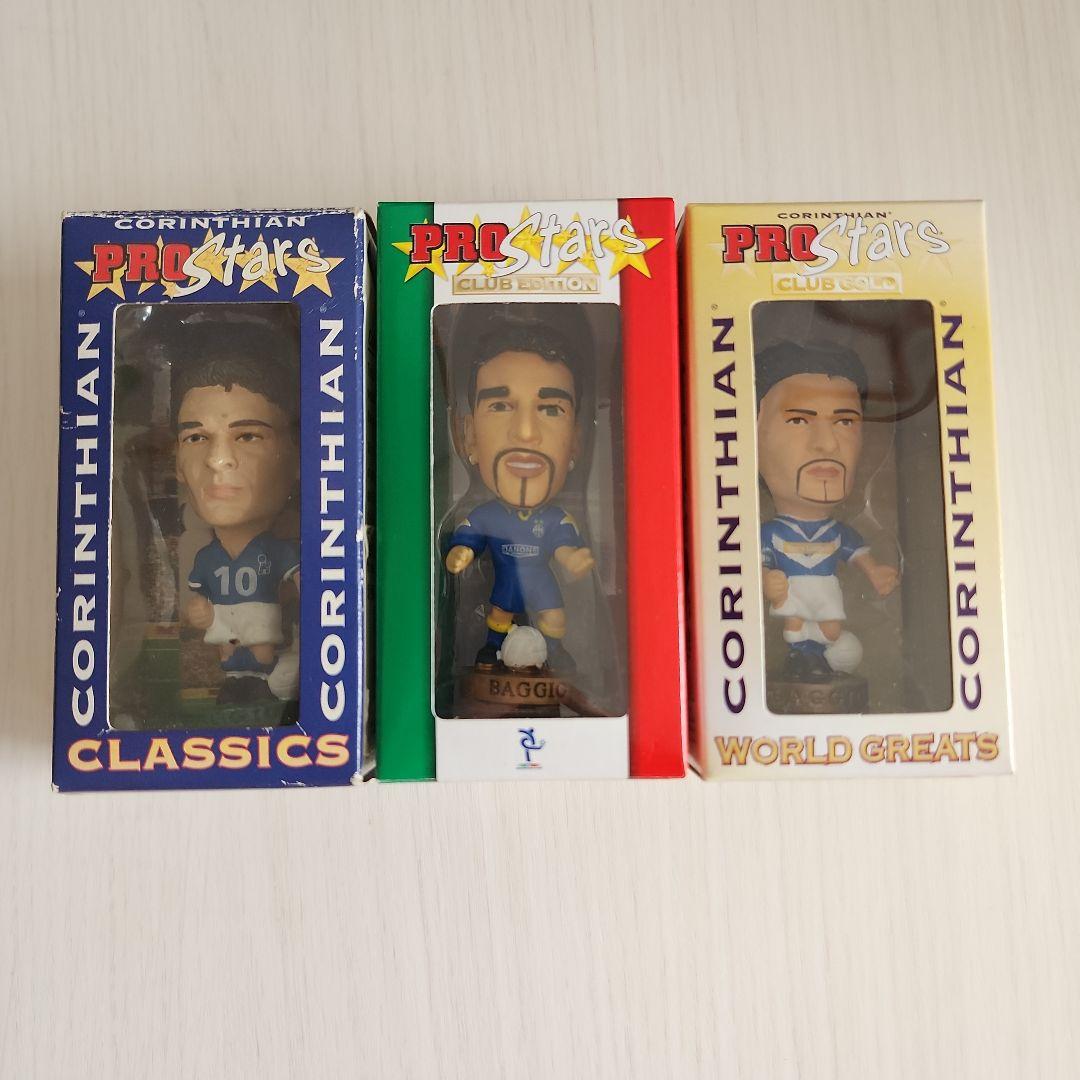 CORINTHIAN
PRO Stars
CORINTHIAN®
CORINTHIAN®
10
CLASSICS
PRO Stars
CLUB EDITION
DANONE
BAGGIO
CORINTHIAN®
PRO Stars
CLUB GOLD
CORINTHIAN®
CORINTHIAN®
WORLD GREATS